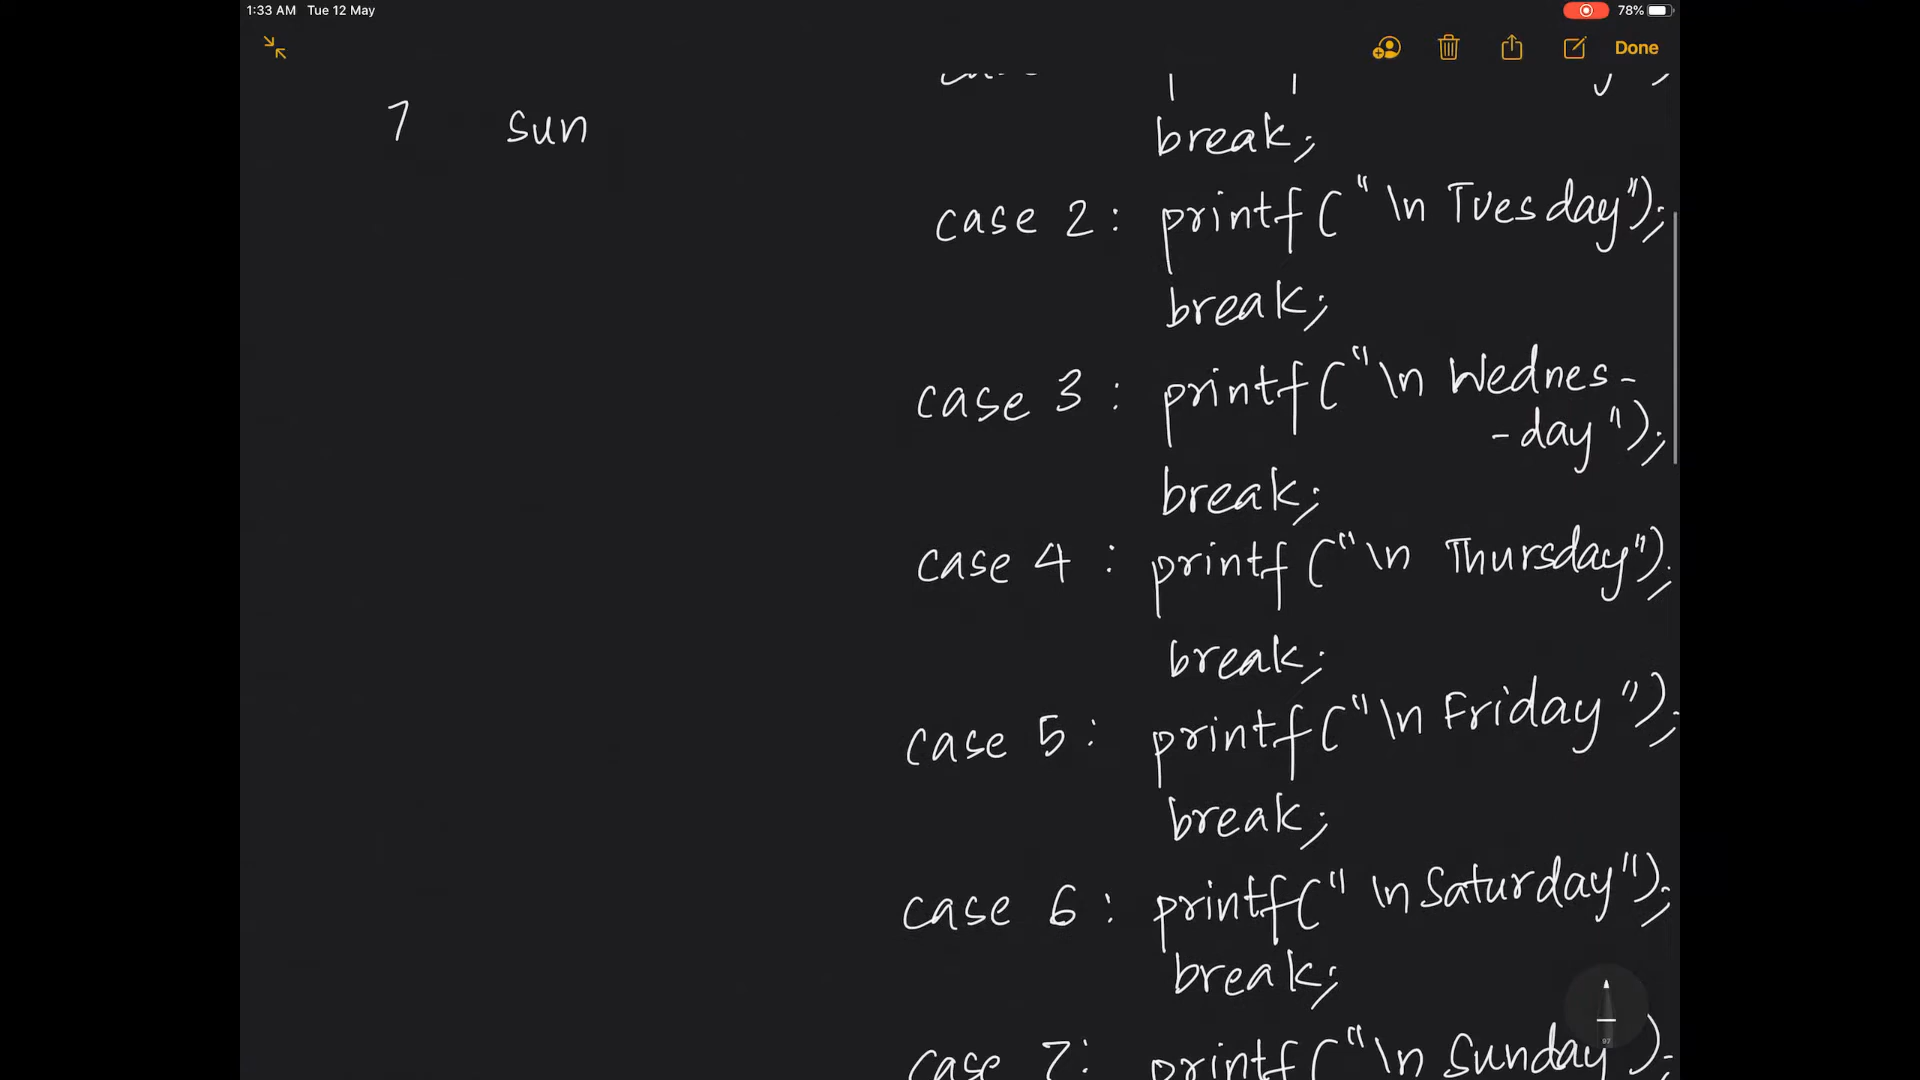 1:33 AM Tue 12 May
78%
Done
7 sun
break;
case 2: printf("\n Tuesday");
break;
case 3: printf("\n Wednes-
-day");
break;
case 4: printf("\n Thursday");
break;
case 5: printf("\n Friday");
break;
case 6: printf("\n Saturday");
break;
case 7: printf("\n Sunday");
97